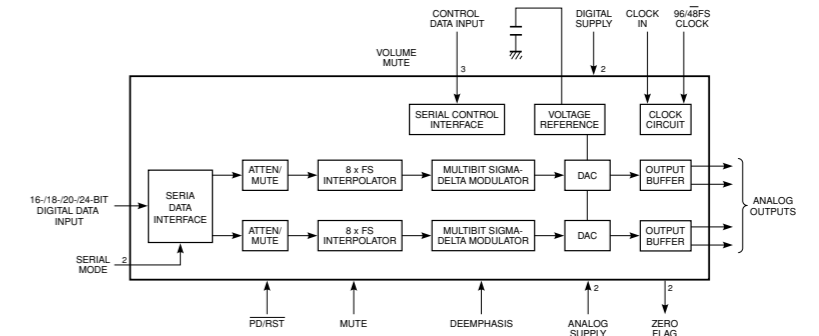 CONTROL
DATA INPUT
DIGITAL
SUPPLY
CLOCK
IN
96/48FS
CLOCK
VOLUME
MUTE
3
2
SERIAL CONTROL
INTERFACE
VOLTAGE
REFERENCE
CLOCK
CIRCUIT
16-/18-/20-/24-BIT
DIGITAL DATA
INPUT
SERIA
DATA
INTERFACE
ATTEN/
MUTE
8 x FS
INTERPOLATOR
MULTIBIT SIGMA-
DELTA MODULATOR
DAC
OUTPUT
BUFFER
ANALOG
OUTPUTS
ATTEN/
MUTE
8 x FS
INTERPOLATOR
MULTIBIT SIGMA-
DELTA MODULATOR
DAC
OUTPUT
BUFFER
SERIAL
MODE
2
2
2
PD/RST
MUTE
DEEMPHASIS
ANALOG
SUPPLY
ZERO
FLAG